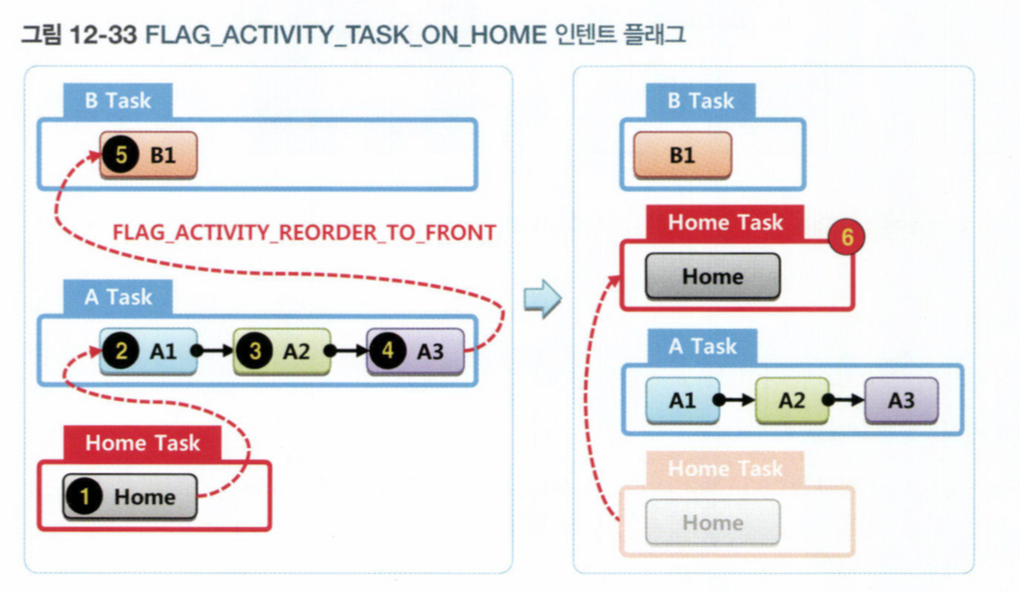 그림 12-33 FLAG_ACTIVITY_TASK_ON_HOME 인텐트 플래그
B Task
5 B1
FLAG_ACTIVITY_REORDER_TO_FRONT
A Task
2 A1 3 A2 4 A3
Home Task
1 Home
B Task
B1
Home Task
6
Home
A Task
A1 A2 A3
Home Task
Home